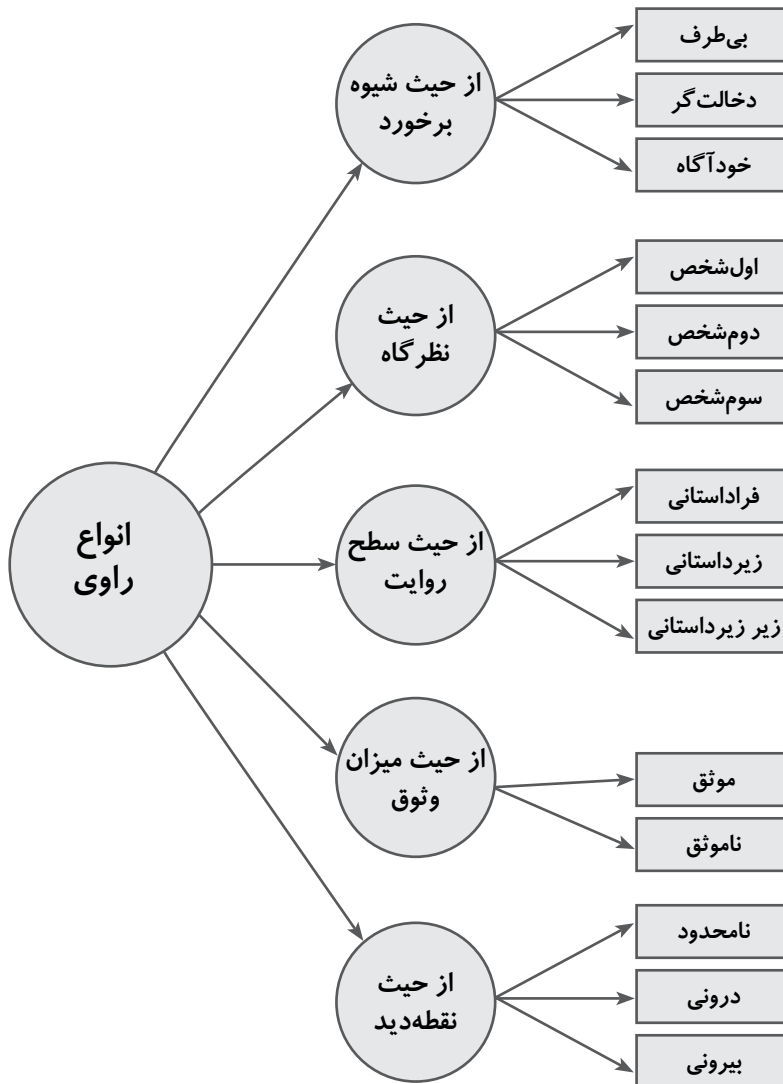 انواع
راوی
از حیث شیوه
برخورد
بی‌طرف
دخالت‌گر
خودآگاه
از حیث
نظرگاه
اول‌شخص
دوم‌شخص
سوم‌شخص
از حیث سطح
روایت
فراداستانی
زیرداستانی
زیر زیرداستانی
از حیث میزان
وثوق
موثق
ناموثق
از حیث
نقطه‌دید
نامحدود
درونی
بیرونی